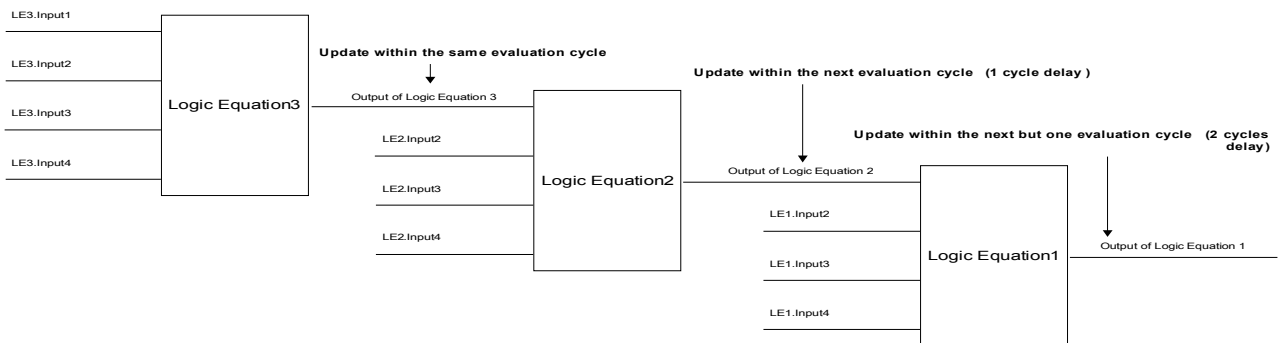 LE3.Input1
LE3.Input2
LE3.Input3
LE3.Input4
Logic Equation3
Update within the same evaluation cycle
Output of Logic Equation 3
LE2.Input2
LE2.Input3
LE2.Input4
Logic Equation2
Update within the next evaluation cycle (1 cycle delay )
Output of Logic Equation 2
LE1.Input2
LE1.Input3
LE1.Input4
Logic Equation1
Update within the next but one evaluation cycle (2 cycles
delay)
Output of Logic Equation 1